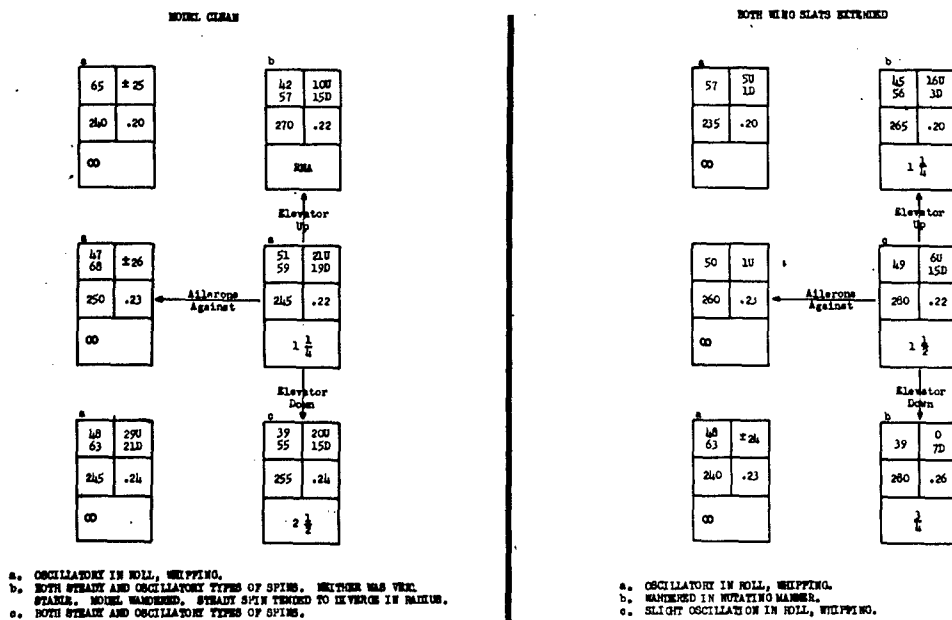 MODEL CLEAN
a
65 ±25
240 .20
∞
b
42 10U
57 15D
270 .22
RNA
Elevator
Up
a
47 ±26
68
250 .23
∞
Ailerons
Against
a
51 21U
59 19D
245 .22
1 1/4
Elevator
Down
a
48 29U
63 21D
245 .24
∞
c
39 20U
55 15D
255 .24
2 1/2
a. OSCILLATORY IN ROLL, WHIPPING.
b. BOTH STEADY AND OSCILLATORY TYPES OF SPINS. NEITHER WAS VERY
STABLE. MODEL WANDERED. STEADY SPIN TENDED TO DIVERGE IN RADIUS.
c. BOTH STEADY AND OSCILLATORY TYPES OF SPINS.
BOTH WING SLATS EXTENDED
a
57 5U
1D
235 .20
∞
b
45 16U
56 3D
265 .20
1 1/4
Elevator
Up
50 1U
260 .23
∞
Ailerons
Against
c
49 6U
15D
280 .22
1 1/2
Elevator
Down
a
48 ±24
63
240 .23
∞
b
39 0
7D
280 .26
3/4
a. OSCILLATORY IN ROLL, WHIPPING.
b. WANDERED IN NUTATING MANNER.
c. SLIGHT OSCILLATION IN ROLL, WHIPPING.